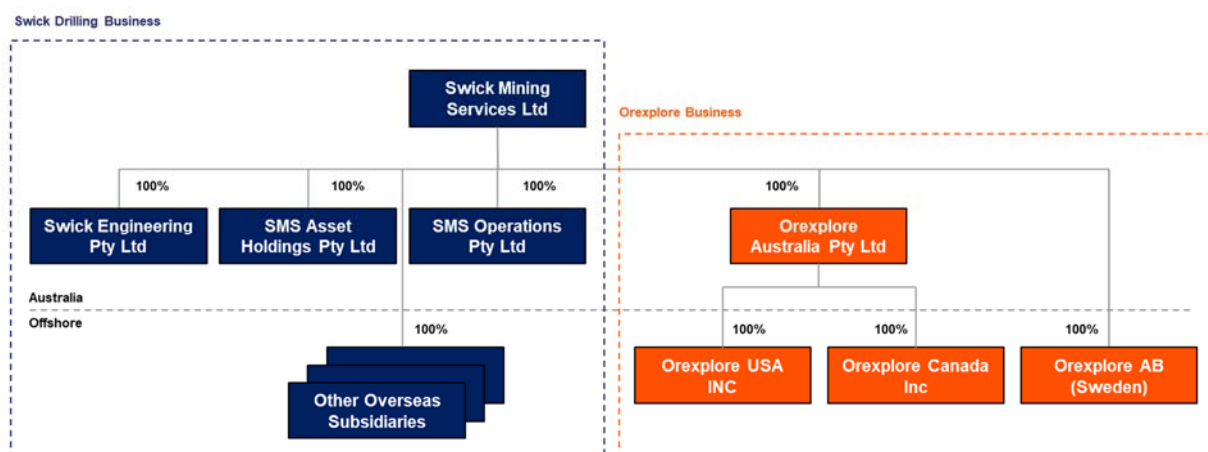 Swick Drilling Business
Swick Mining
Services Ltd
Orexplore Business
100%
100%
100%
100%
Swick Engineering
Pty Ltd
SMS Asset
Holdings Pty Ltd
SMS Operations
Pty Ltd
Orexplore
Australia Pty Ltd
Australia
Offshore
100%
100%
100%
100%
Orexplore USA
INC
Orexplore Canada
Inc
Orexplore AB
(Sweden)
Other Overseas
Subsidiaries